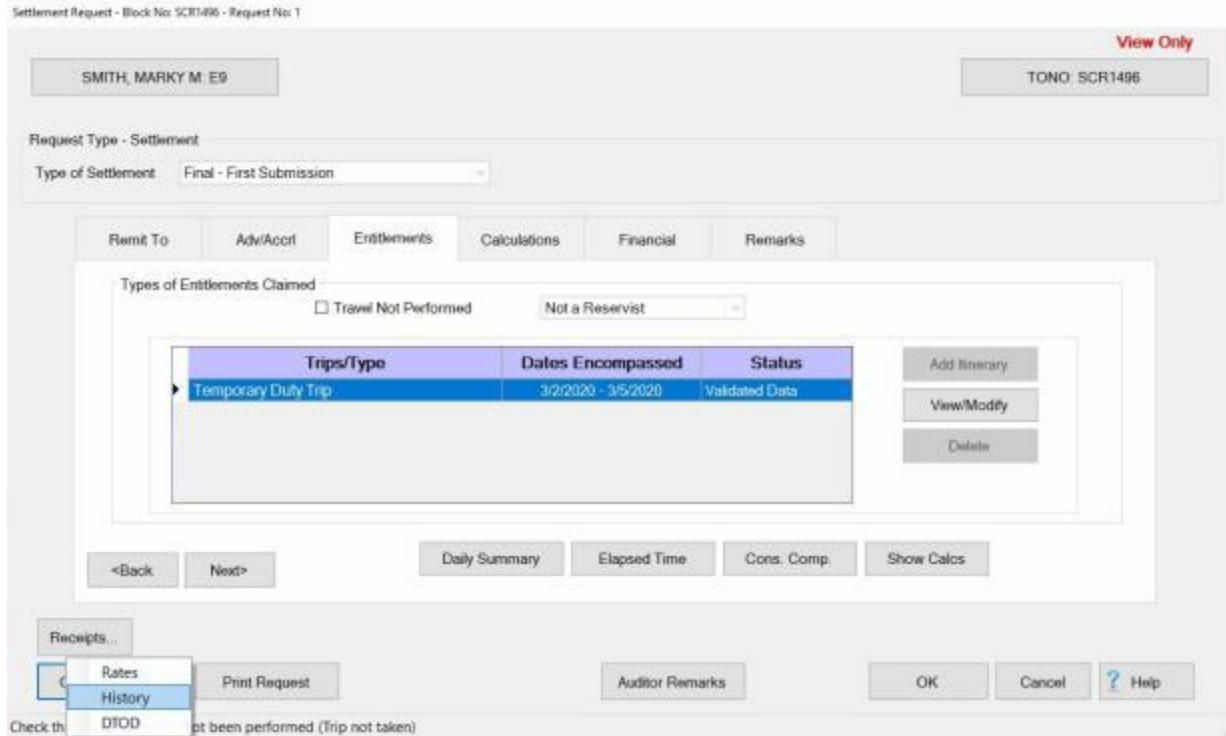 Settlement Request - Block No: SCR1496 - Request No: 1
View Only
SMITH, MARKY M: E9
TONO: SCR1496
Request Type - Settlement
Type of Settlement Final - First Submission
Remit To Adv/Accrl Entitlements Calculations Financial Remarks
Types of Entitlements Claimed
Travel Not Performed Not a Reservist
Trips/Type Dates Encompassed Status
Temporary Duty Trip 3/2/2020 - 3/5/2020 Validated Data
Add Itinerary
View/Modify
Delete
<Back Next> Daily Summary Elapsed Time Cons. Comp. Show Calcs
Receipts...
Rates
History
DTOD
Print Request Auditor Remarks OK Cancel ? Help
Check been performed (Trip not taken)